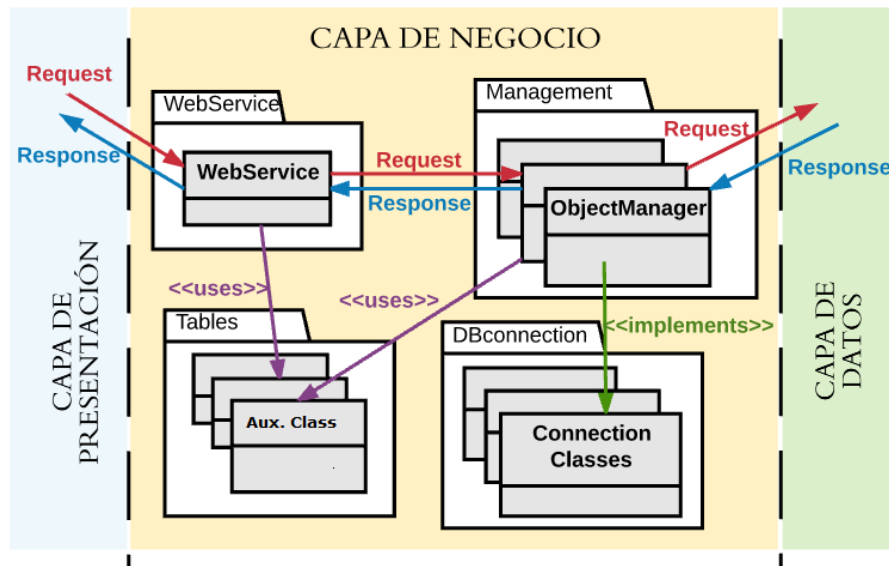 CAPA DE NEGOCIO
Request
Response
WebService
WebService
Request
Response
Management
Request
Response
ObjectManager
<<uses>>
<<uses>>
<<implements>>
Tables
Aux. Class
DBconnection
Connection
Classes
CAPA DE
PRESENTACIÓN
CAPA DE
DATOS